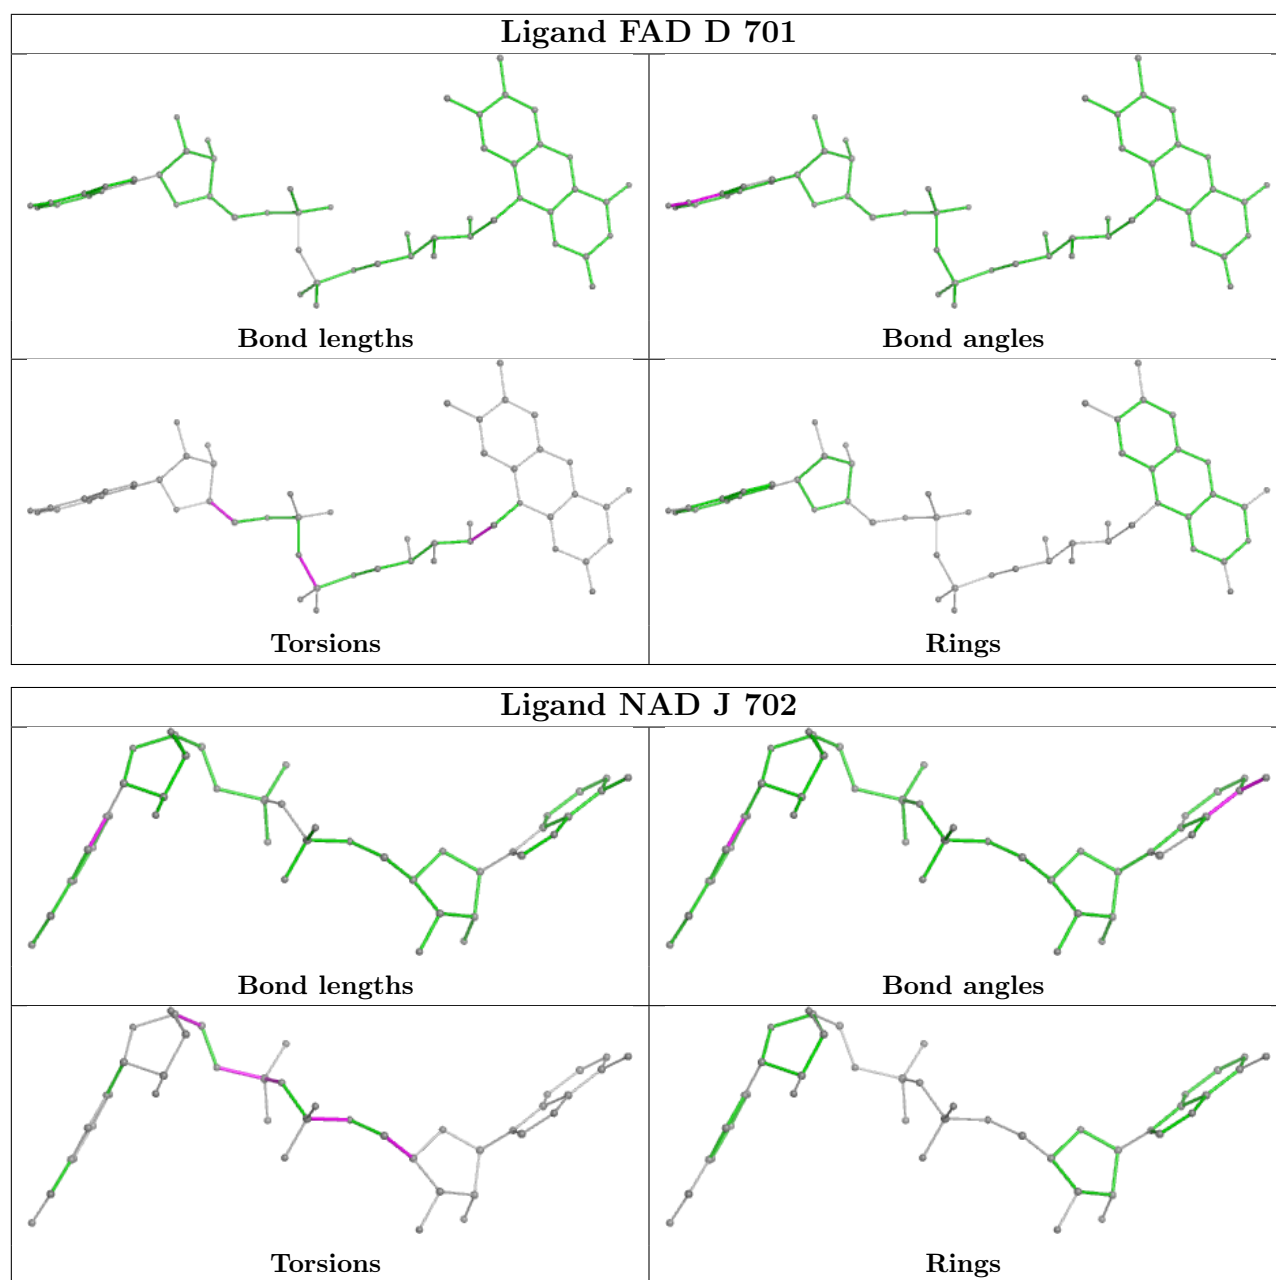 Ligand FAD D 701
Bond lengths
Bond angles
Torsions
Rings
Ligand NAD J 702
Bond lengths
Bond angles
Torsions
Rings